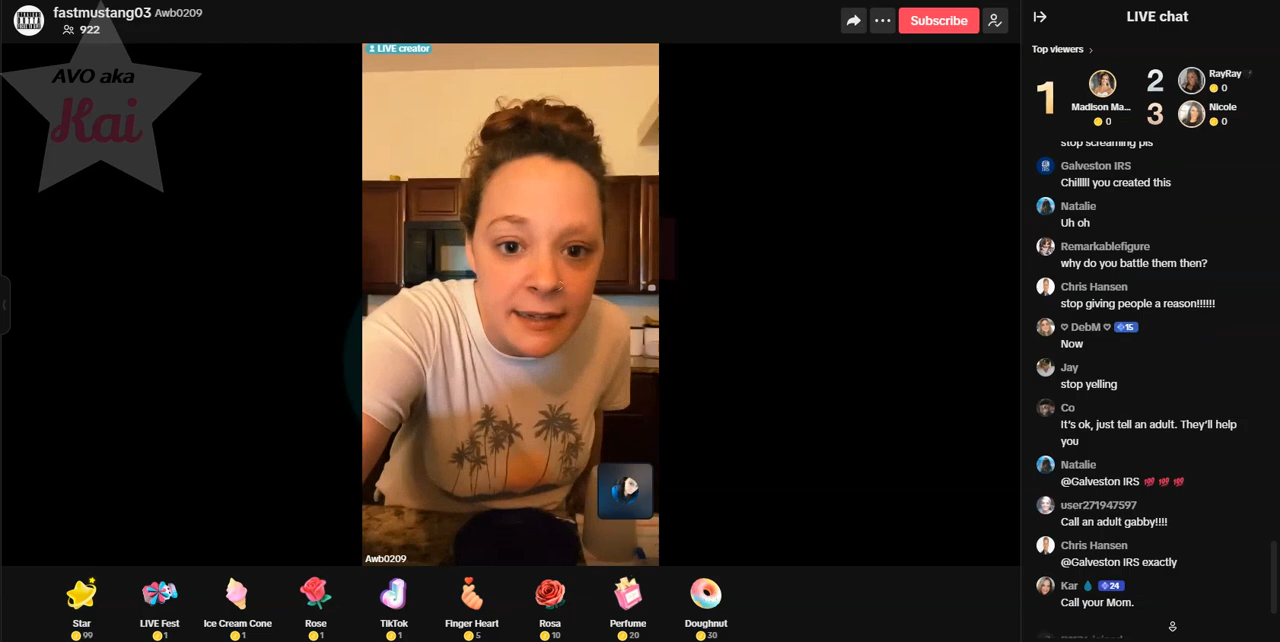 fastmustang03 Awb0209
922
Subscribe
AVO aka
Kai
LIVE creator
Awb0209
Star
99
LIVE Fest
1
Ice Cream Cone
1
Rose
1
TikTok
1
Finger Heart
5
Rosa
10
Perfume
20
Doughnut
30
LIVE chat
Top viewers
1
Madison Ma...
0
2
RayRay
0
3
Nicole
0
stop screaming pls
Galveston IRS
Chilllll you created this
Natalie
Uh oh
Remarkablefigure
why do you battle them then?
Chris Hansen
stop giving people a reason!!!!!!
♡ DebM ♡ 15
Now
Jay
stop yelling
Co
It's ok, just tell an adult. They'll help
you
Natalie
@Galveston IRS 💯 💯 💯
user271947597
Call an adult gabby!!!!
Chris Hansen
@Galveston IRS exactly
Kar 💧 24
Call your Mom.